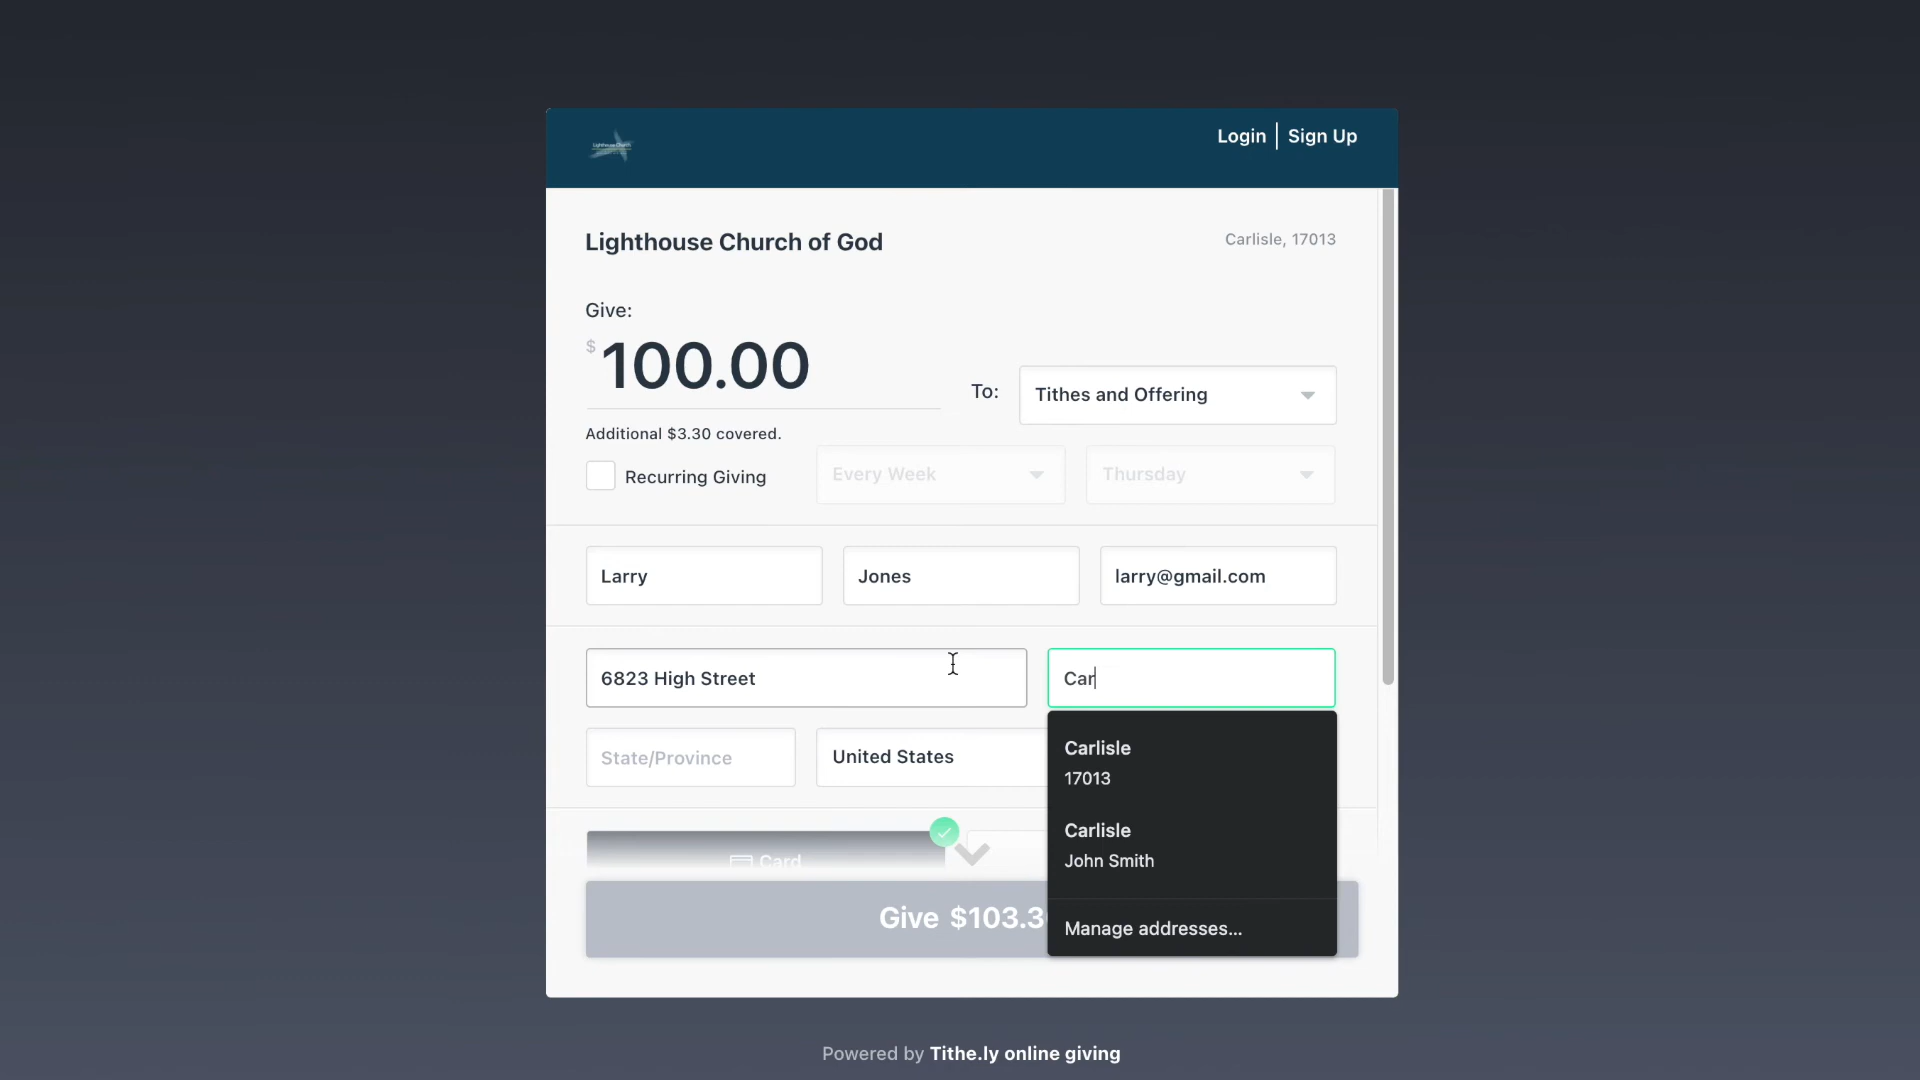 Lighthouse Church
Login | Sign Up
Lighthouse Church of God
Carlisle, 17013
Give:
$ 100.00
To:
Tithes and Offering
Additional $3.30 covered.
Recurring Giving
Every Week
Thursday
Larry
Jones
larry@gmail.com
6823 High Street
Car
State/Province
United States
Carlisle
17013
Carlisle
John Smith
Manage addresses...
Card
Give $103.3
Powered by Tithe.ly online giving